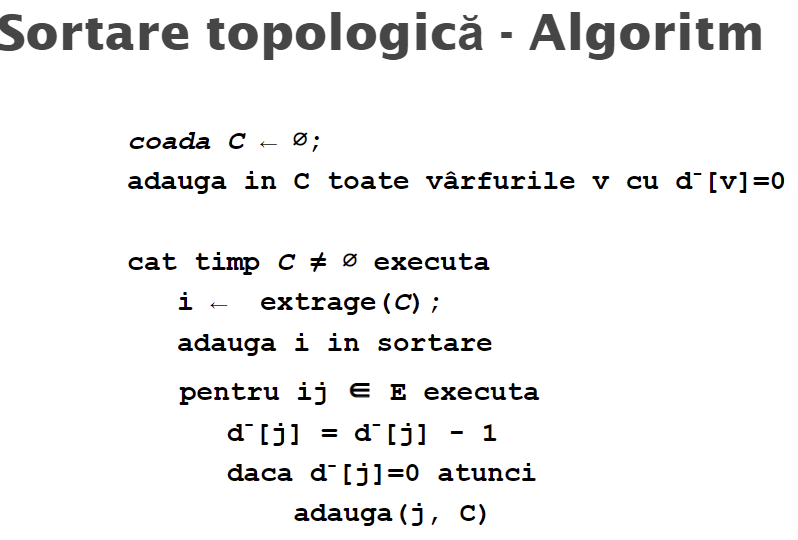 Sortare topologică - Algoritm
coada C ← ∅;
adauga in C toate vârfurile v cu d⁻[v]=0
cat timp C ≠ ∅ executa
i ← extrage(C);
adauga i in sortare
pentru ij ∈ E executa
d⁻[j] = d⁻[j] - 1
daca d⁻[j]=0 atunci
adauga(j, C)